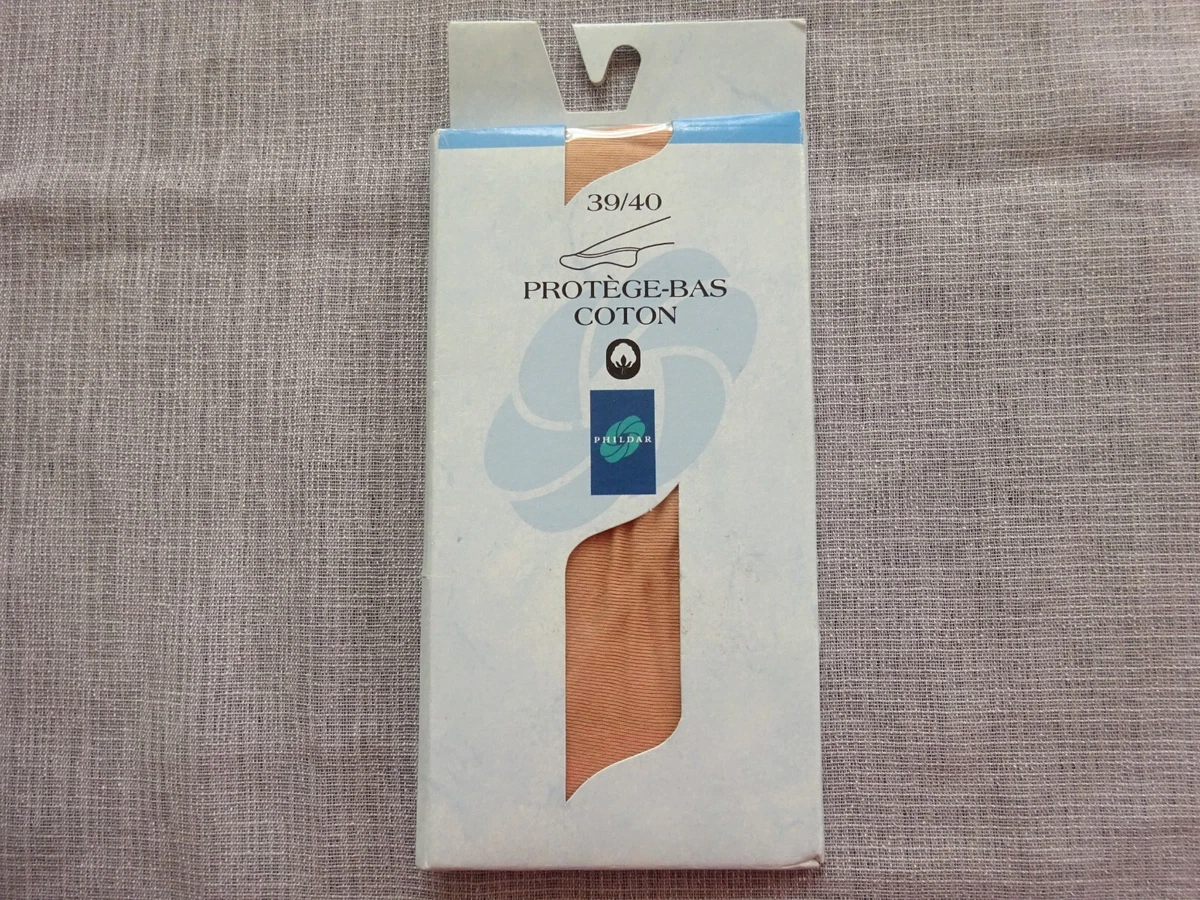 39/40
PROTÈGE-BAS
COTON
PHILDAR